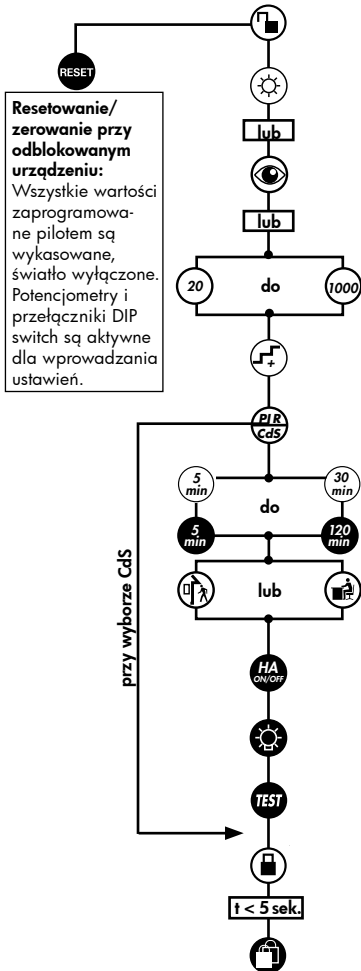 RESET
Resetowanie/
zerowanie przy
odblokowanym
urządzeniu:
Wszystkie wartości
zaprogramowa-
ne pilotem są
wykasowane,
światło wyłączone.
Potencjometry i
przełączniki DIP
switch są aktywne
dla wprowadzania
ustawień.
lub
lub
20 do 1000
+
PIR
CdS
5 min
30 min
do
5 min
120 min
lub
przy wyborze CdS
HA
ON/OFF
TEST
t < 5 sek.